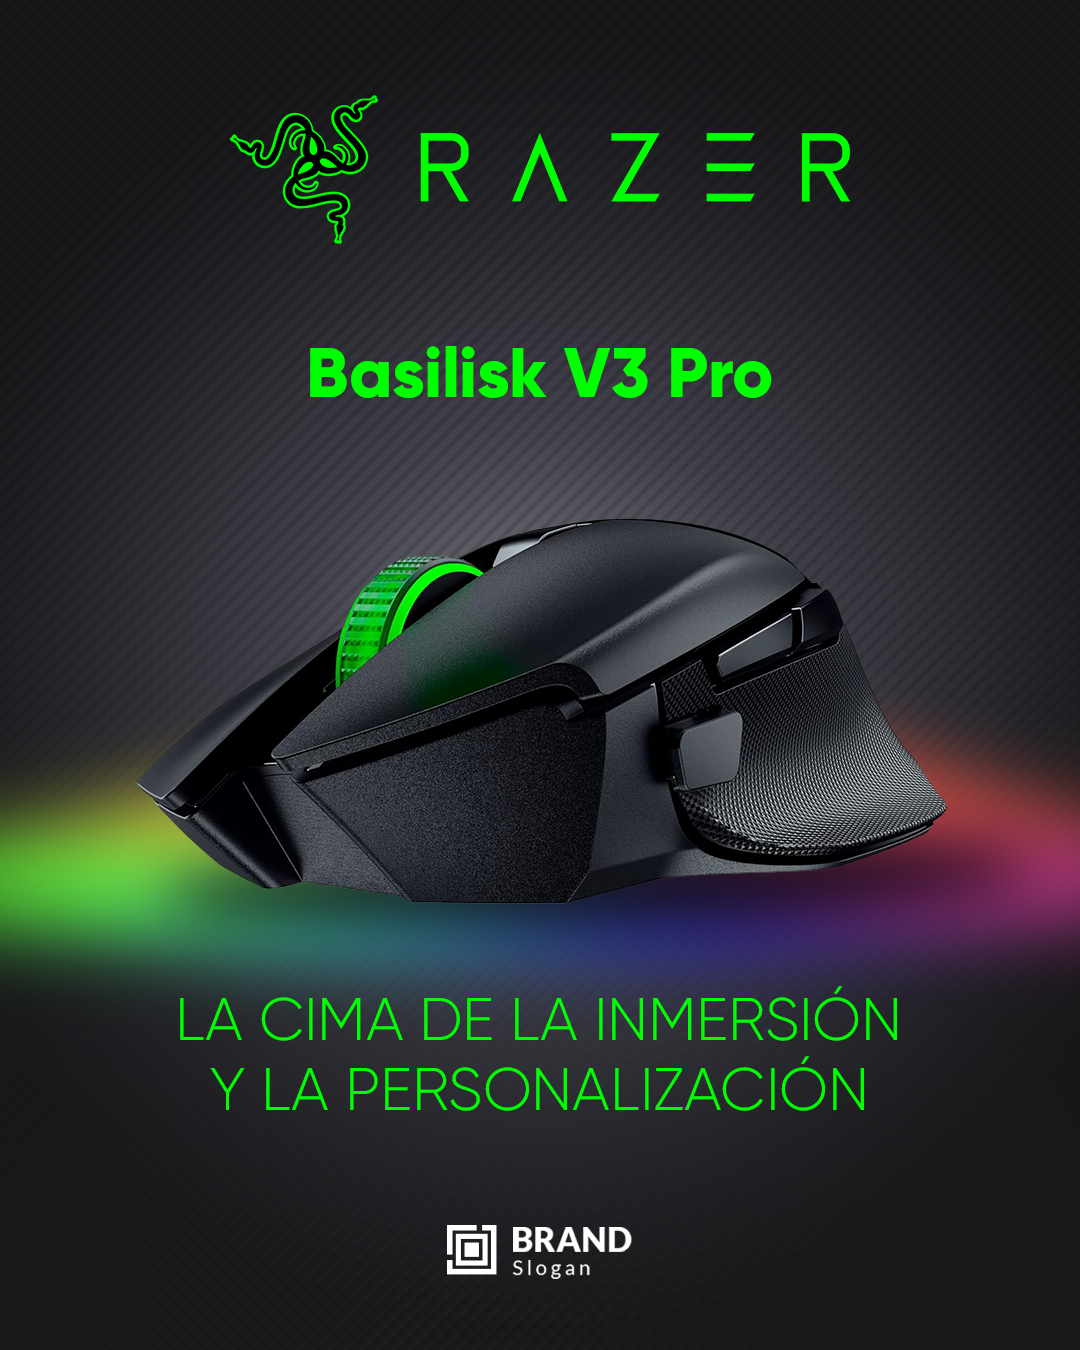 RAZER
Basilisk V3 Pro
LA CIMA DE LA INMERSIÓN
Y LA PERSONALIZACIÓN
BRAND
Slogan